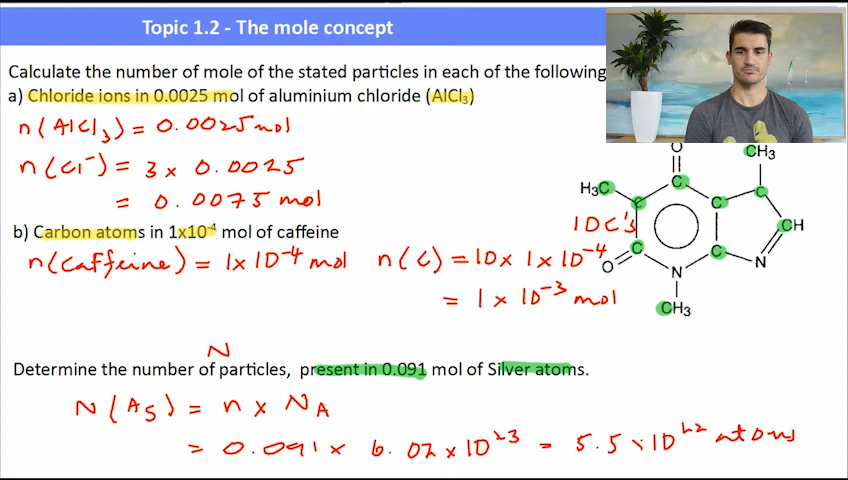 Topic 1.2 - The mole concept
Calculate the number of mole of the stated particles in each of the following
a) Chloride ions in 0.0025 mol of aluminium chloride (AlCl₃)
n(AlCl₃) = 0.0025 mol
n(Cl⁻) = 3 x 0.0025
= 0.0075 mol
b) Carbon atoms in 1x10⁻⁴ mol of caffeine
n(caffeine) = 1x10⁻⁴ mol
n(C) = 10 x 1 x 10⁻⁴
= 1 x 10⁻³ mol
O
CH₃
H₃C
C
C
C
C
10 C's
CH
C
C
O
N
N
CH₃
N
Determine the number of particles, present in 0.091 mol of Silver atoms.
N(Ag) = n x N_A
= 0.091 x 6.02 x 10²³ = 5.5 x 10²² atoms